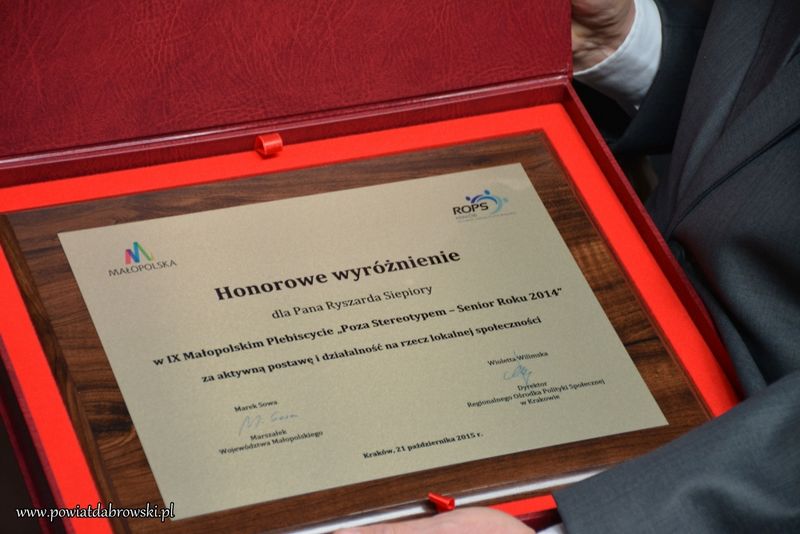 MAŁOPOLSKA
ROPS
KRAKÓW
Honorowe wyróżnienie
dla Pana Ryszarda Siepiory
w IX Małopolskim Plebiscycie „Poza Stereotypem – Senior Roku 2014"
za aktywną postawę i działalność na rzecz lokalnej społeczności
Marek Sowa
M. Sowa
Marszałek
Województwa Małopolskiego
Wioletta Wilimska
Dyrektor
Regionalnego Ośrodka Polityki Społecznej
w Krakowie
Kraków, 21 października 2015 r.
www.powiatdabrowski.pl